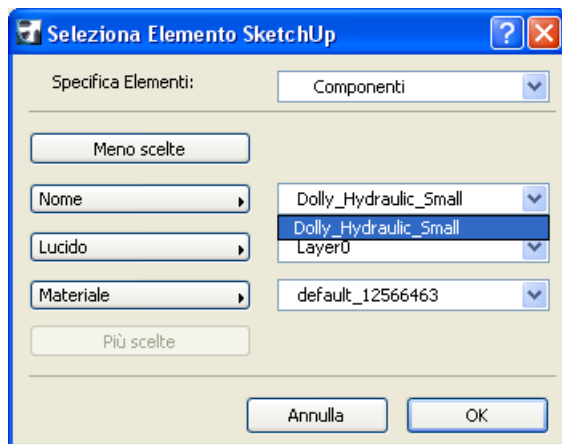 Seleziona Elemento SketchUp
Specifica Elementi: Componenti
Meno scelte
Nome Dolly_Hydraulic_Small
Dolly_Hydraulic_Small
Lucido Layer0
Materiale default_12566463
Più scelte
Annulla OK